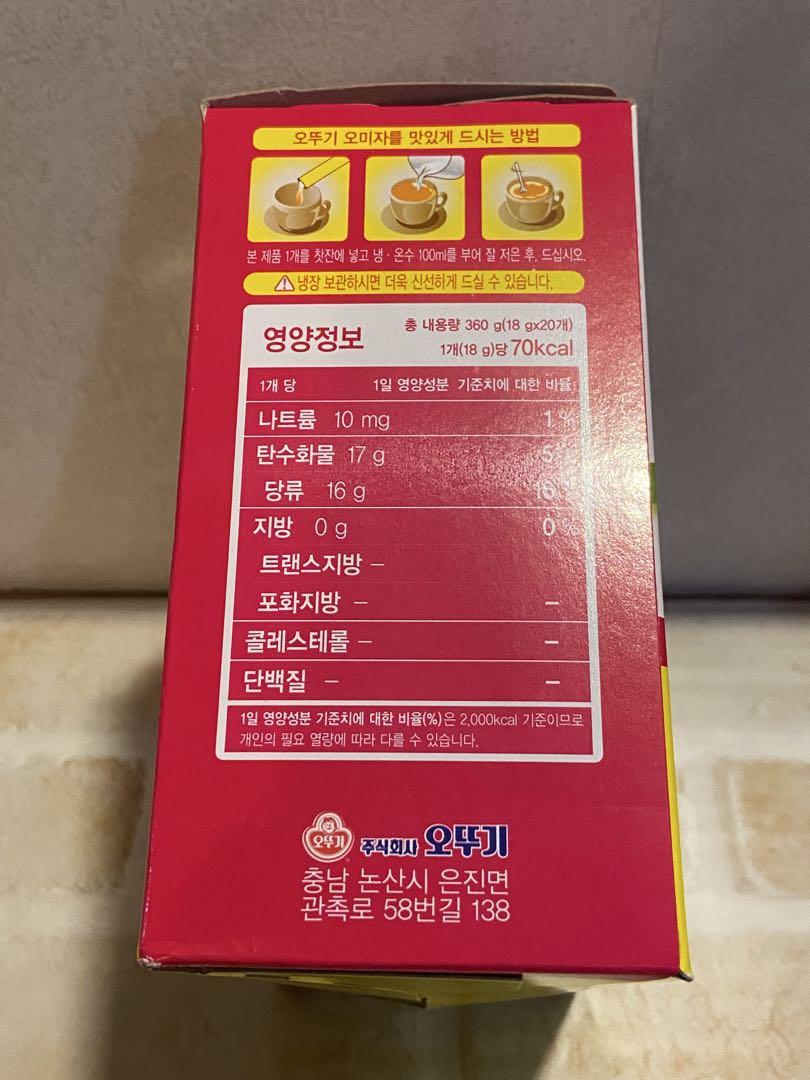 오뚜기 오미자를 맛있게 드시는 방법
본 제품 1개를 찻잔에 넣고 냉·온수 100ml를 부어 잘 저은 후, 드십시오.
냉장 보관하시면 더욱 신선하게 드실 수 있습니다.
영양정보
총 내용량 360 g(18 gx20개)
1개(18 g)당 70kcal
1개 당 1일 영양성분 기준치에 대한 비율
나트륨 10 mg 1 %
탄수화물 17 g 5
당류 16 g 16
지방 0 g 0 %
트랜스지방 –
포화지방 – –
콜레스테롤 – –
단백질 – –
1일 영양성분 기준치에 대한 비율(%)은 2,000kcal 기준이므로
개인의 필요 열량에 따라 다를 수 있습니다.
오뚜기 주식회사 오뚜기
충남 논산시 은진면
관촉로 58번길 138